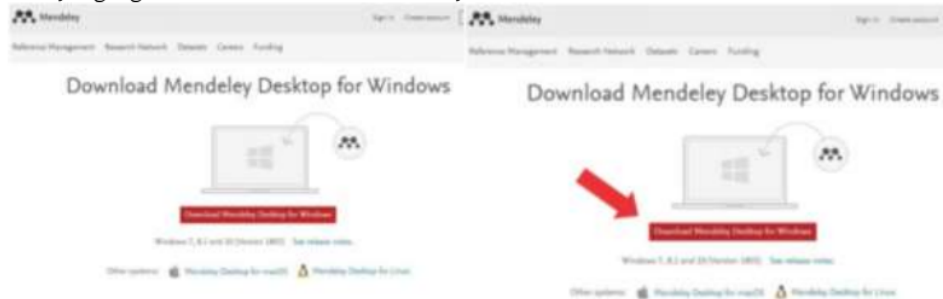 Mendeley
Sign in Create account
Reference Management Research Network Datasets Careers Funding
Download Mendeley Desktop for Windows
Download Mendeley Desktop for Windows
Windows 7, 8.1 and 10 (Version 1803) See release notes.
Other systems: Mendeley Desktop for macOS Mendeley Desktop for Linux
Mendeley
Sign in Create account
Reference Management Research Network Datasets Careers Funding
Download Mendeley Desktop for Windows
Download Mendeley Desktop for Windows
Windows 7, 8.1 and 10 (Version 1803) See release notes.
Other systems: Mendeley Desktop for macOS Mendeley Desktop for Linux